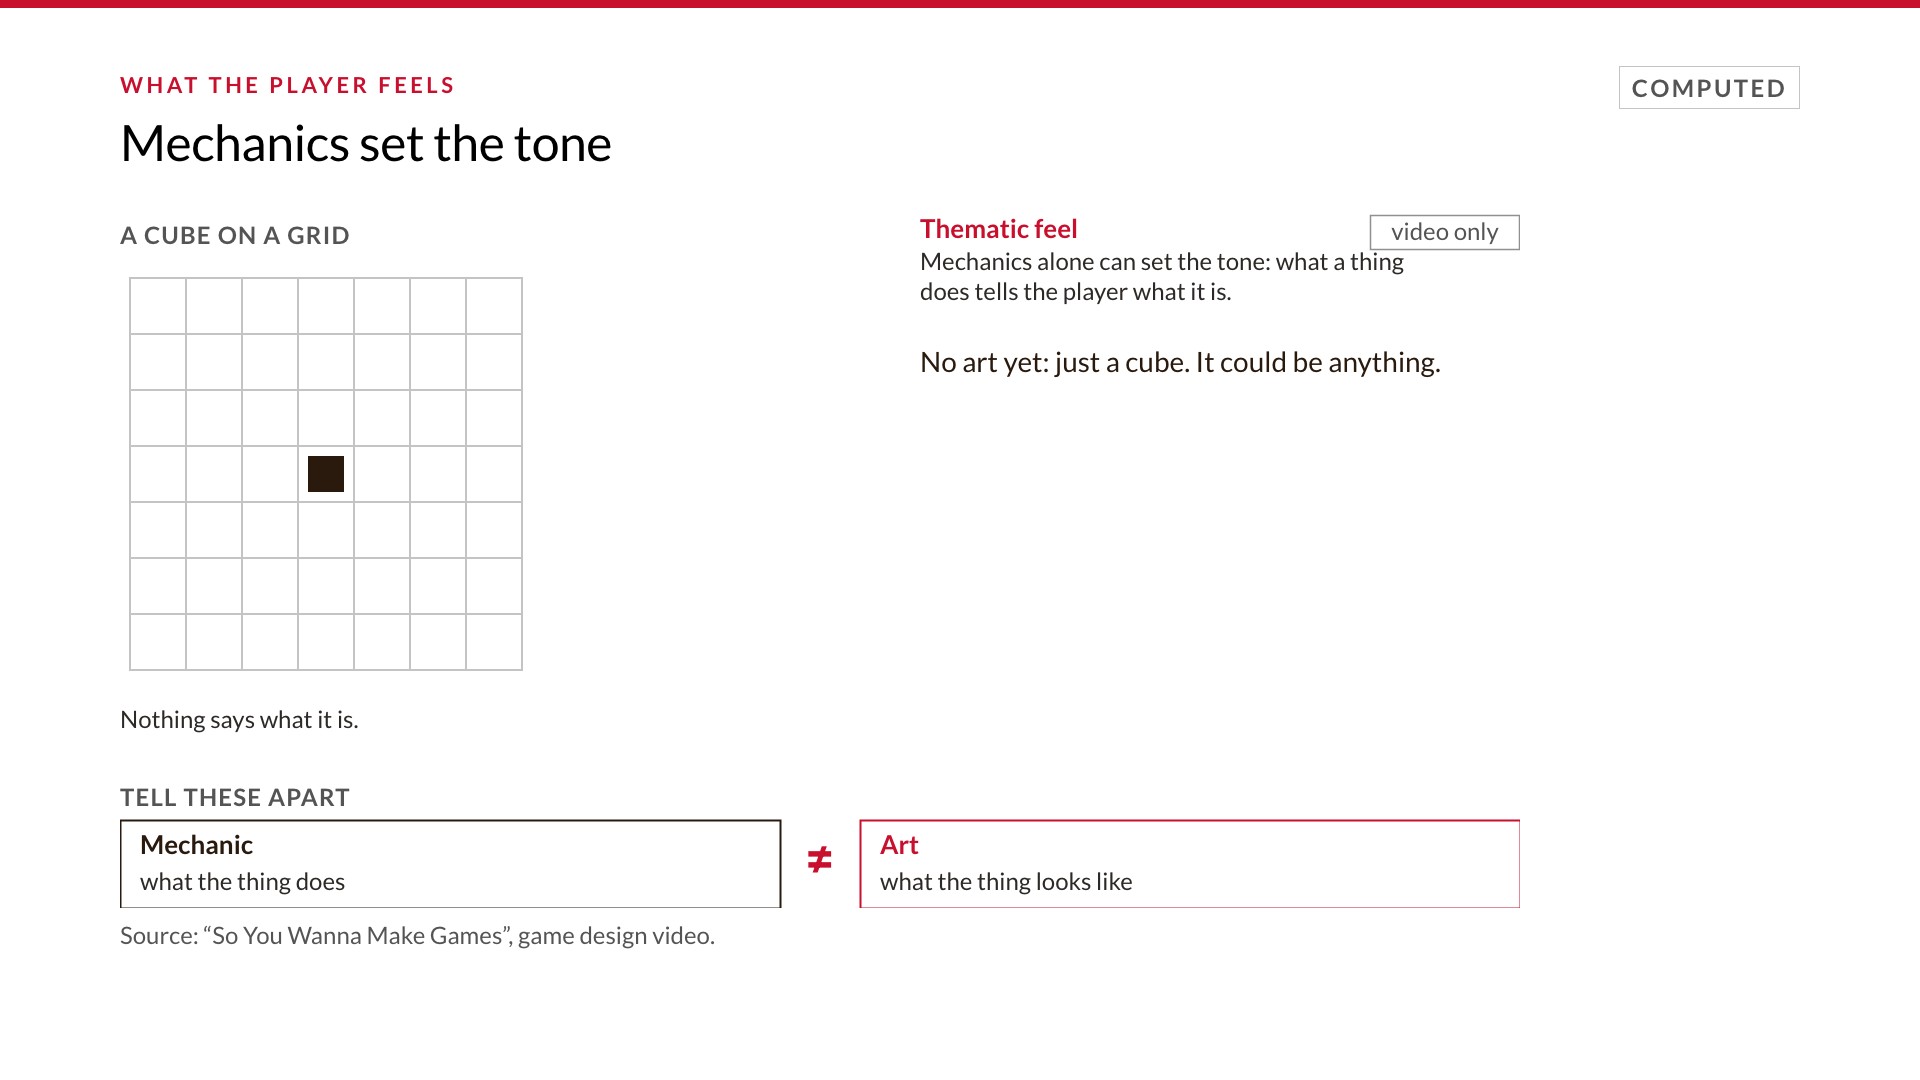 WHAT THE PLAYER FEELS
COMPUTED
Mechanics set the tone
A CUBE ON A GRID
Thematic feel
video only
Mechanics alone can set the tone: what a thing
does tells the player what it is.
No art yet: just a cube. It could be anything.
Nothing says what it is.
TELL THESE APART
Mechanic
what the thing does
≠
Art
what the thing looks like
Source: “So You Wanna Make Games”, game design video.